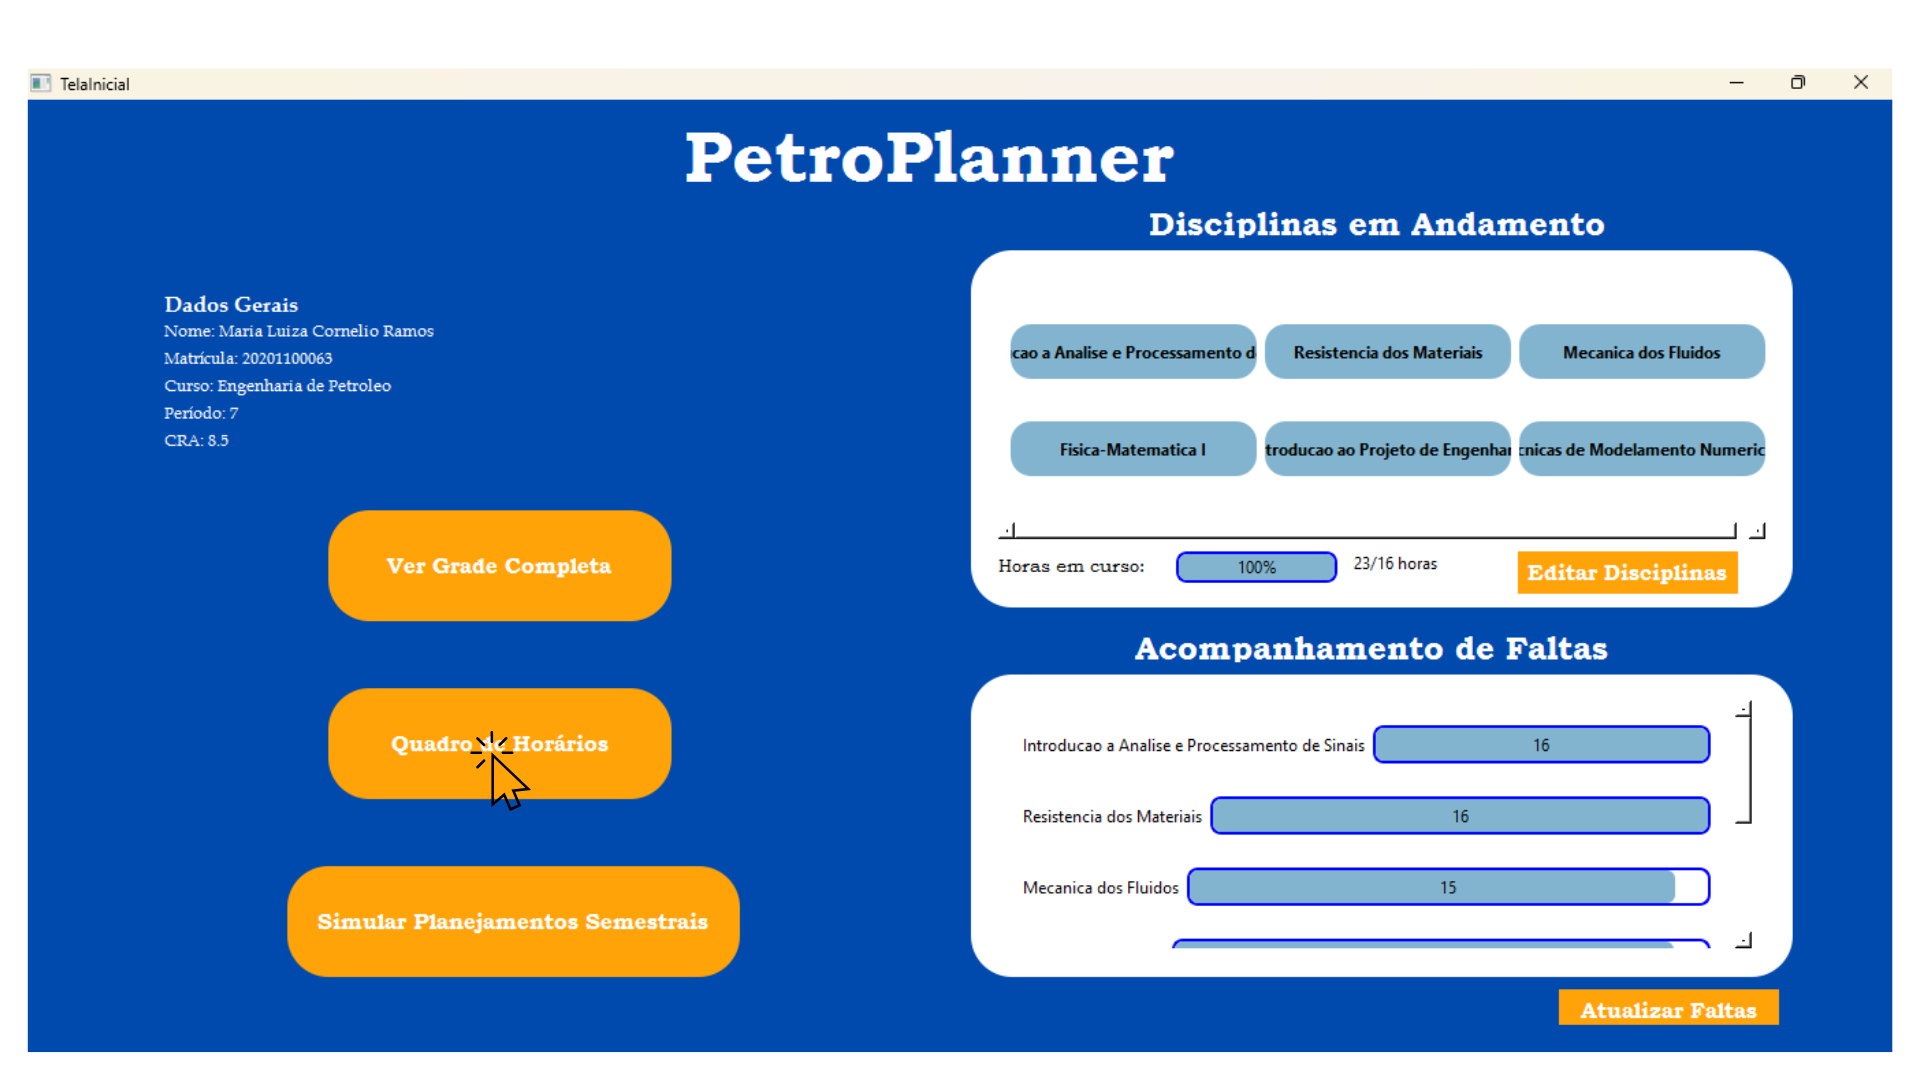 TelaInicial
PetroPlanner
Dados Gerais
Nome: Maria Luiza Cornelio Ramos
Matrícula: 20201100063
Curso: Engenharia de Petroleo
Período: 7
CRA: 8.5
Ver Grade Completa
Quadro de Horários
Simular Planejamentos Semestrais
Disciplinas em Andamento
cao a Analise e Processamento d
Resistencia dos Materiais
Mecanica dos Fluidos
Fisica-Matematica I
troducao ao Projeto de Engenhar
cnicas de Modelamento Numeric
Horas em curso:
100%
23/16 horas
Editar Disciplinas
Acompanhamento de Faltas
Introducao a Analise e Processamento de Sinais
16
Resistencia dos Materiais
16
Mecanica dos Fluidos
15
Atualizar Faltas